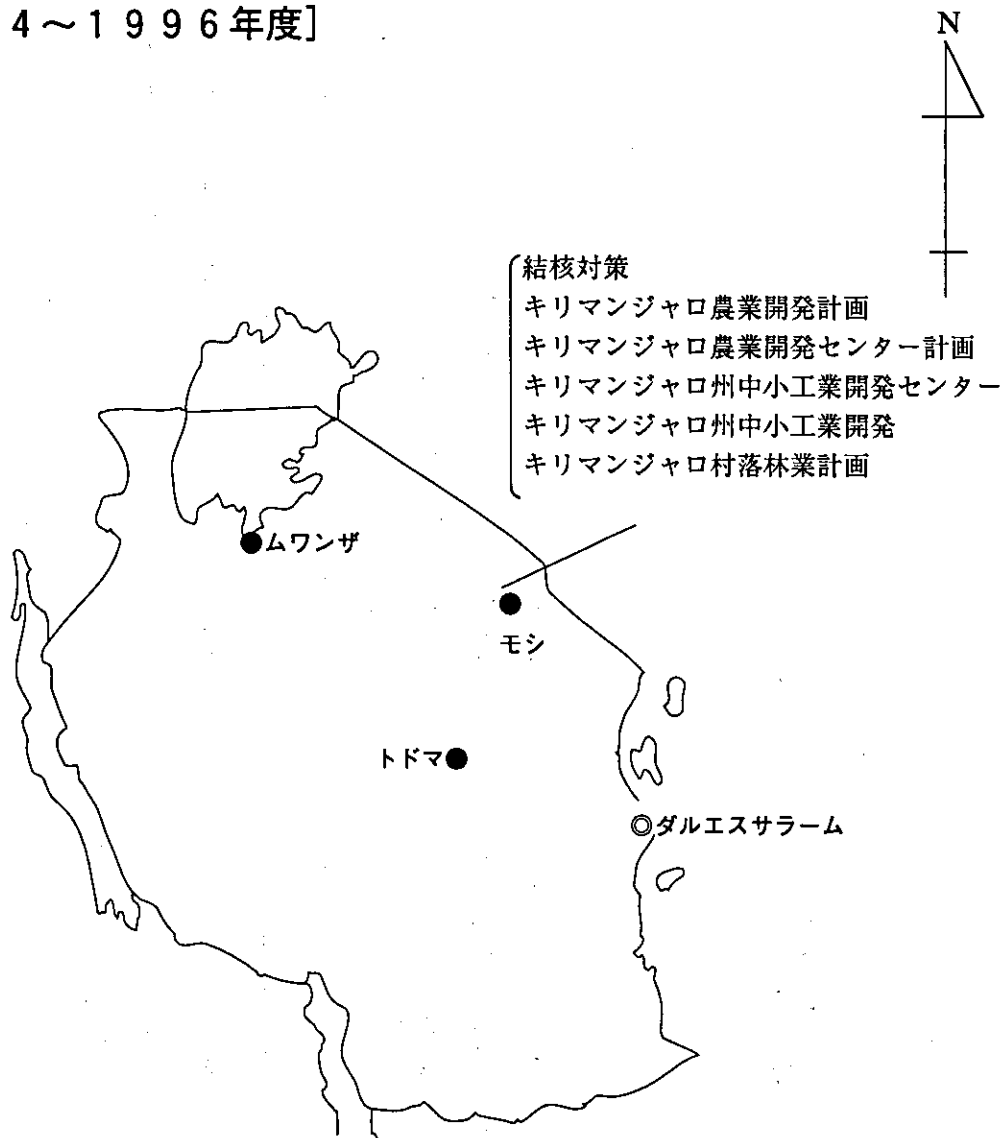 4～1996年度]
N
結核対策
キリマンジャロ農業開発計画
キリマンジャロ農業開発センター計画
キリマンジャロ州中小工業開発センター
キリマンジャロ州中小工業開発
キリマンジャロ村落林業計画
ムワンザ
モシ
トドマ
ダルエスサラーム